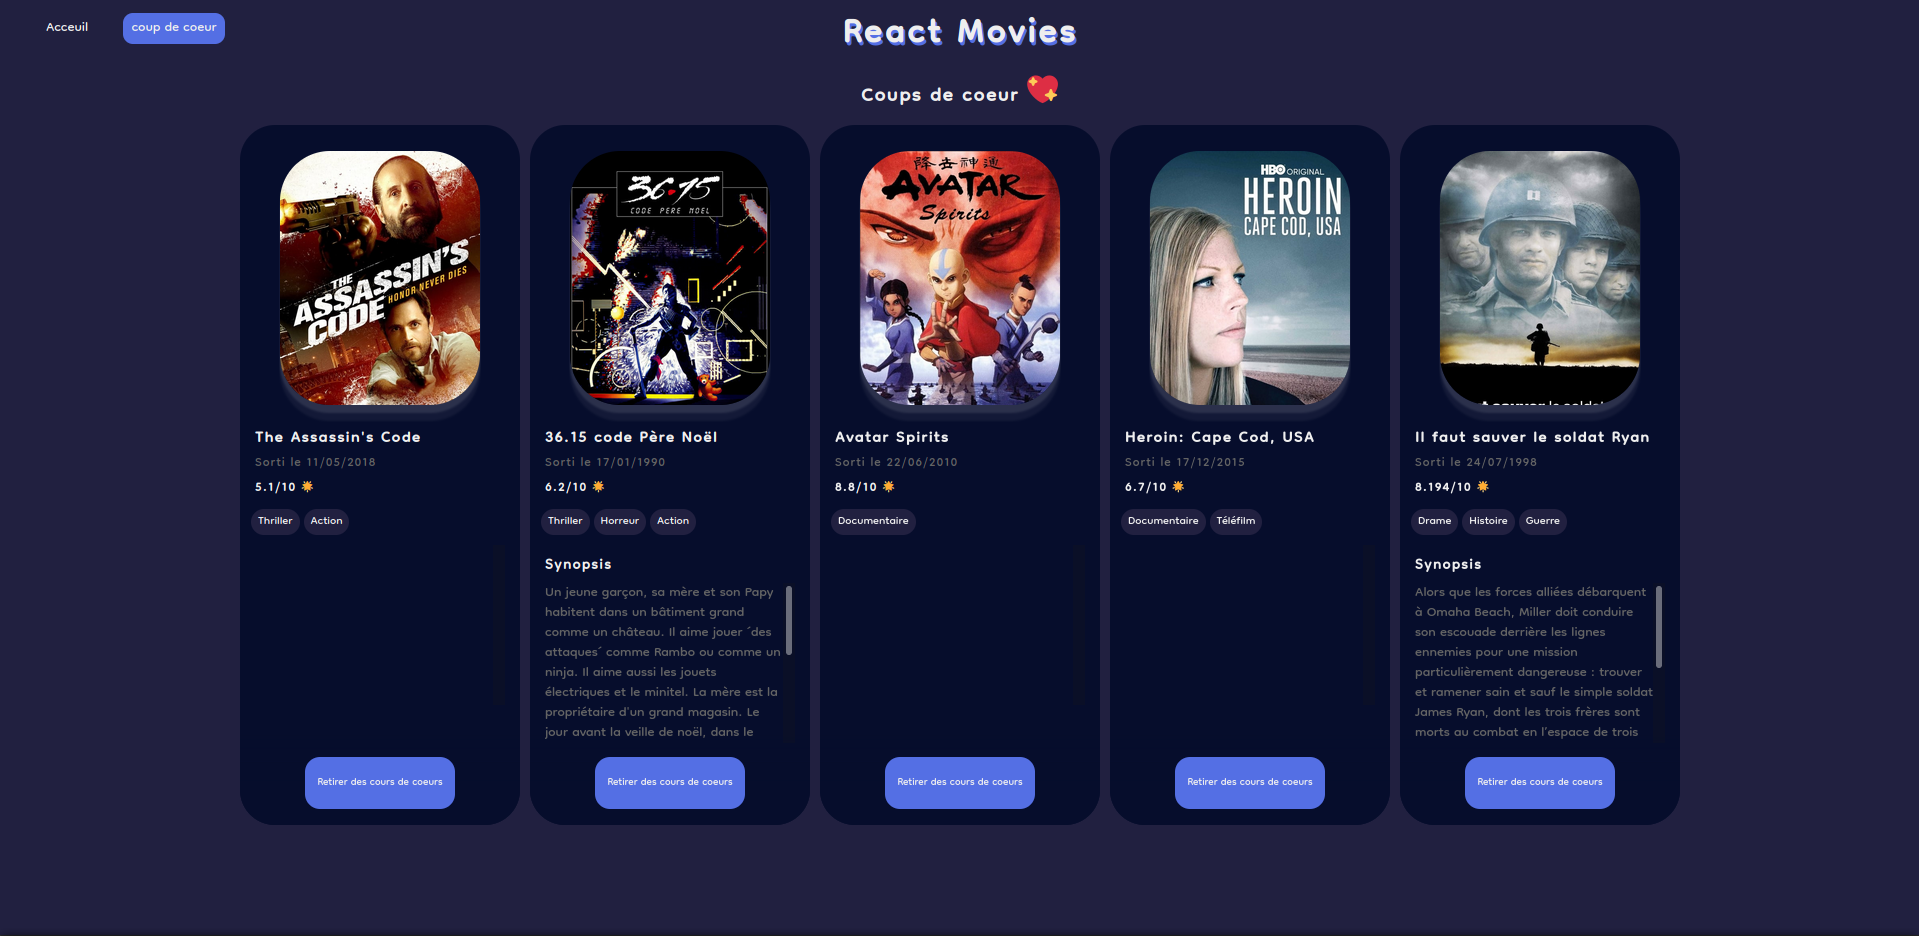 Acceuil
coup de coeur
React Movies
Coups de coeur
THE
ASSASSIN'S
CODE
HONOR NEVER DIES
The Assassin's Code
Sorti le 11/05/2018
5.1/10
Thriller
Action
Retirer des cours de coeurs
36.15
CODE PERE NOEL
36.15 code Père Noël
Sorti le 17/01/1990
6.2/10
Thriller
Horreur
Action
Synopsis
Un jeune garçon, sa mère et son Papy
habitent dans un bâtiment grand
comme un château. Il aime jouer ´des
attaques´ comme Rambo ou comme un
ninja. Il aime aussi les jouets
électriques et le minitel. La mère est la
propriétaire d'un grand magasin. Le
jour avant la veille de noël, dans le
Retirer des cours de coeurs
降去神通
AVATAR
Spirits
Avatar Spirits
Sorti le 22/06/2010
8.8/10
Documentaire
Retirer des cours de coeurs
HBO ORIGINAL
HEROIN
CAPE COD, USA
Heroin: Cape Cod, USA
Sorti le 17/12/2015
6.7/10
Documentaire
Téléfilm
Retirer des cours de coeurs
Il faut sauver le soldat Ryan
Sorti le 24/07/1998
8.194/10
Drame
Histoire
Guerre
Synopsis
Alors que les forces alliées débarquent
à Omaha Beach, Miller doit conduire
son escouade derrière les lignes
ennemies pour une mission
particulièrement dangereuse : trouver
et ramener sain et sauf le simple soldat
James Ryan, dont les trois frères sont
morts au combat en l'espace de trois
Retirer des cours de coeurs